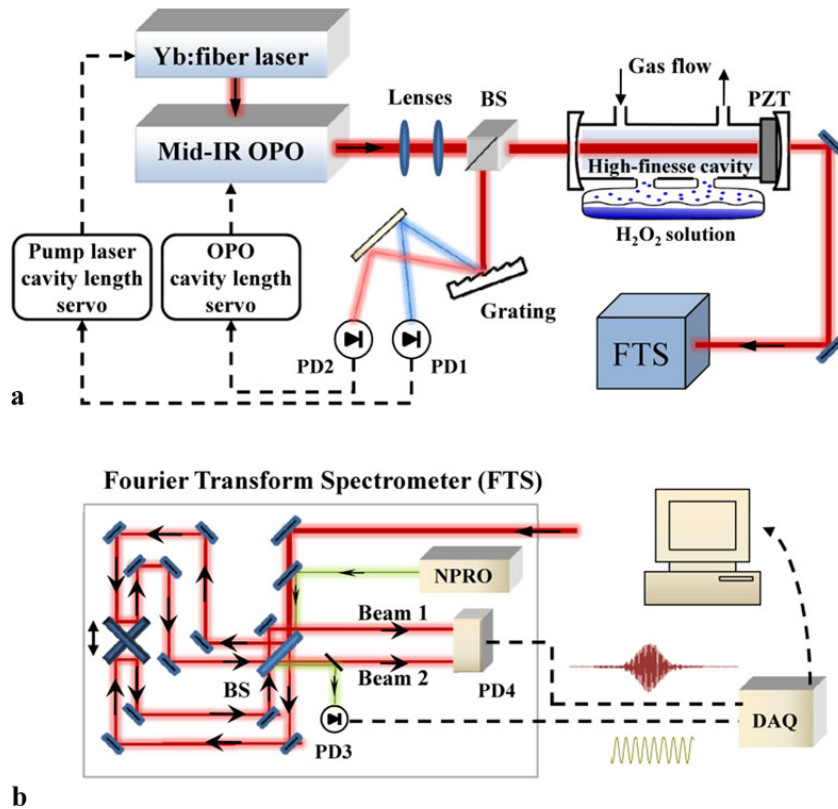 Yb:fiber laser
Mid-IR OPO
Lenses
BS
Gas flow
PZT
High-finesse cavity
H₂O₂ solution
Pump laser
cavity length
servo
OPO
cavity length
servo
Grating
PD2
PD1
FTS
a
Fourier Transform Spectrometer (FTS)
NPRO
Beam 1
Beam 2
BS
PD4
PD3
DAQ
b